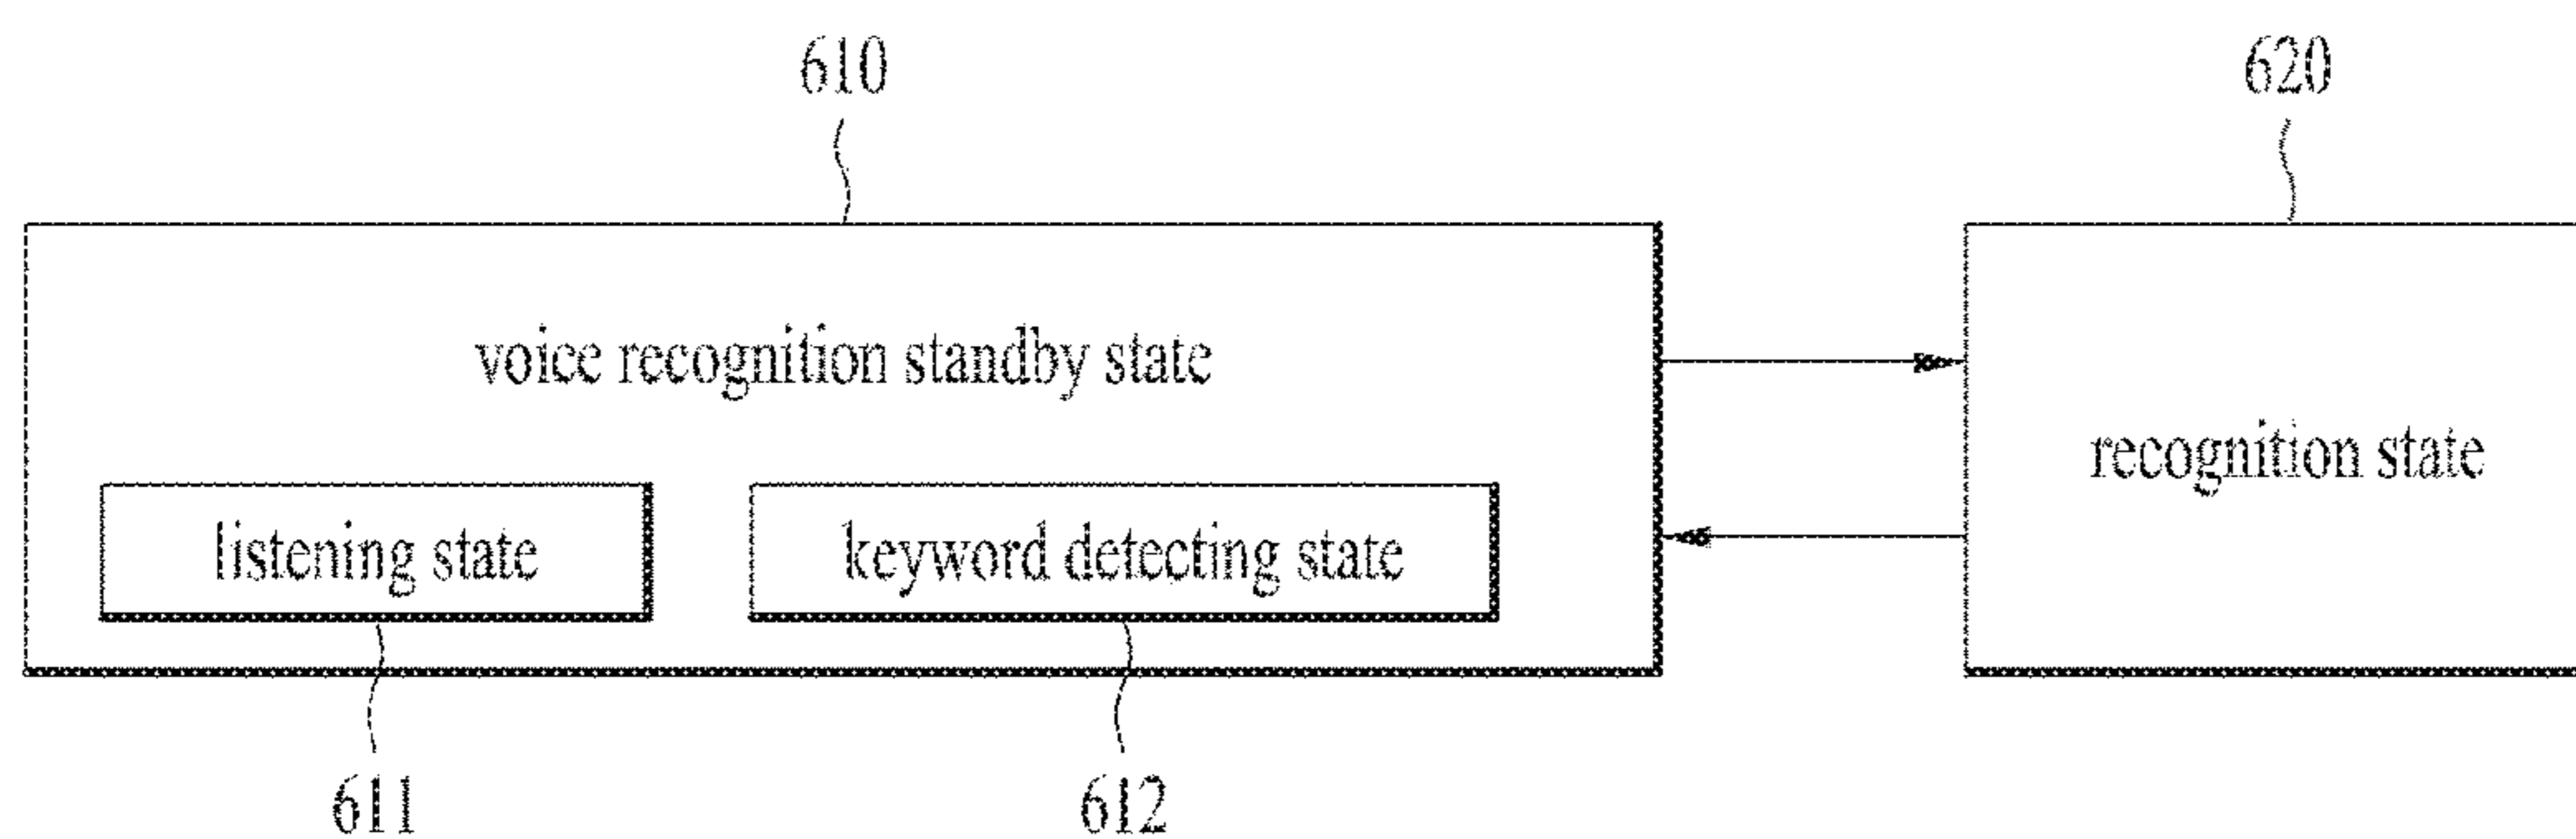 610
620
voice recognition standby state
recognition state
listening state
keyword detecting state
611
612